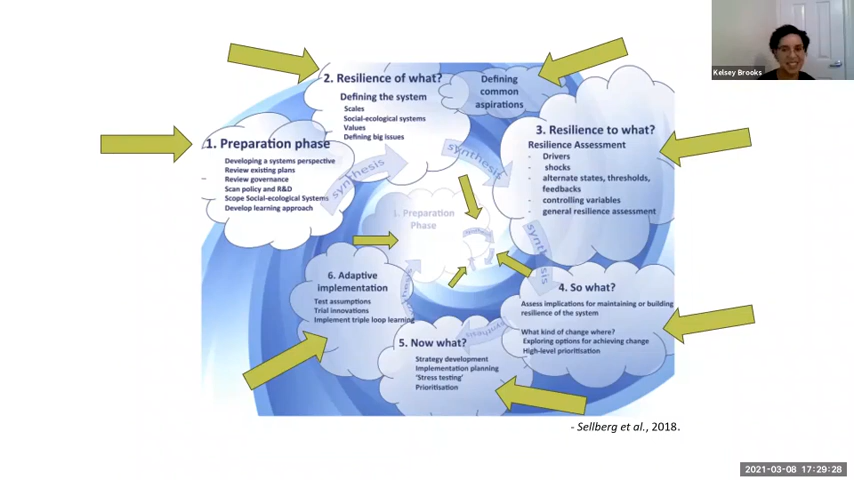 Kelsey Brooks
2. Resilience of what?
Defining the system
Scales
Social-ecological systems
Values
Defining big issues
Defining
common
aspirations
1. Preparation phase
Developing a systems perspective
Review existing plans
Review governance
Scan policy and R&D
Scope Social-ecological Systems
Develop learning approach
synthesis
synthesis
3. Resilience to what?
Resilience Assessment
- Drivers
- shocks
- alternate states, thresholds,
feedbacks
- controlling variables
- general resilience assessment
1. Preparation
Phase
synthesis
6. Adaptive
implementation
Test assumptions
Trial innovations
Implement triple loop learning
4. So what?
Assess implications for maintaining or building
resilience of the system
What kind of change where?
Exploring options for achieving change
High-level prioritisation
synthesis
synthesis
5. Now what?
Strategy development
Implementation planning
'Stress testing'
Prioritisation
- Sellberg et al., 2018.
2021-03-08 17:29:28